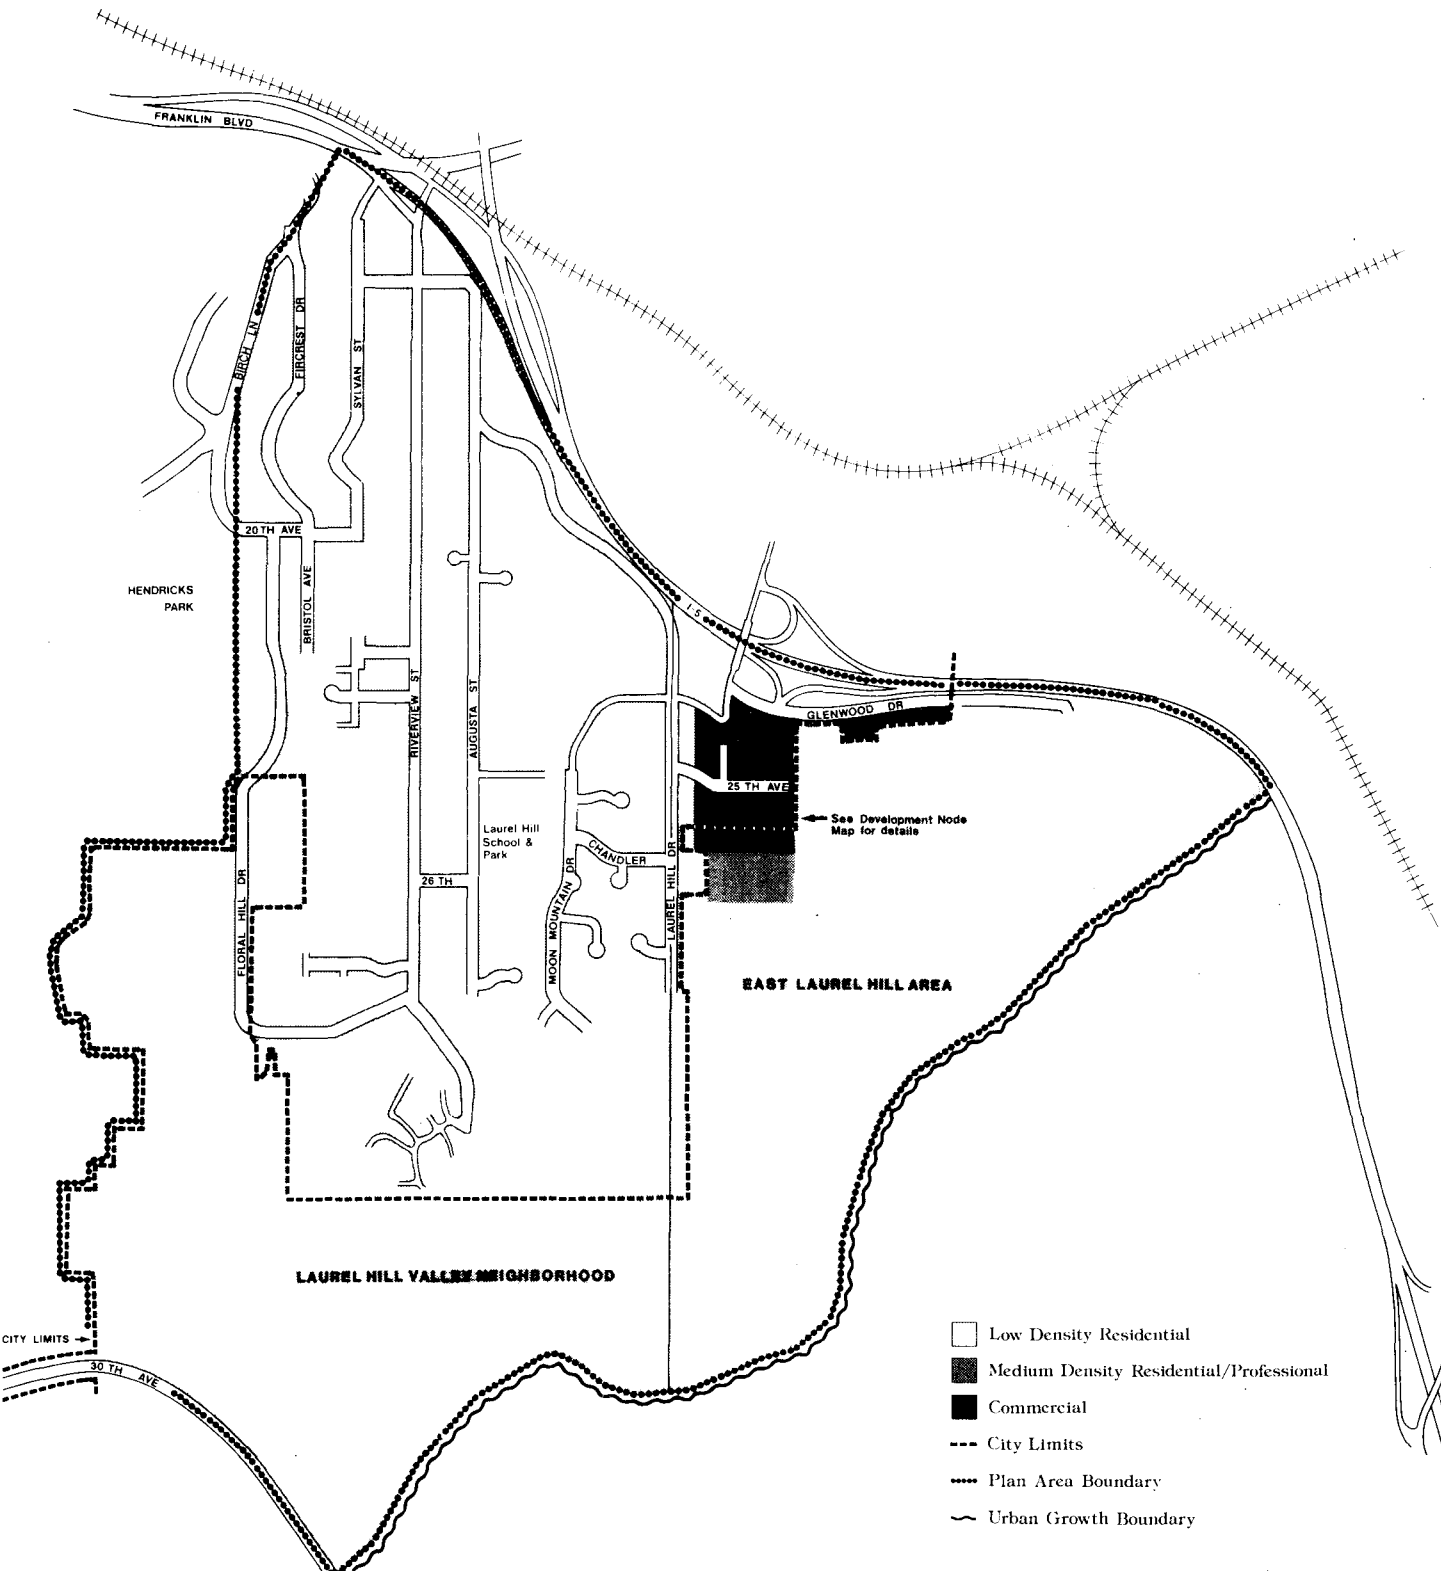 FRANKLIN BLVD
BIRCH LN
FIRCREST DR
SYLVAN ST
20TH AVE
HENDRICKS
PARK
BRISTOL AVE
I-5
RIVERVIEW ST
AUGUSTA ST
GLENWOOD DR
25 TH AVE
See Development Node
Map for details
Laurel Hill
School &
Park
CHANDLER
26 TH
MOON MOUNTAIN DR
LAUREL HILL DR
FLORAL HILL DR
EAST LAUREL HILL AREA
LAUREL HILL VALLEY NEIGHBORHOOD
CITY LIMITS
30 TH AVE
Low Density Residential
Medium Density Residential/Professional
Commercial
City Limits
Plan Area Boundary
Urban Growth Boundary